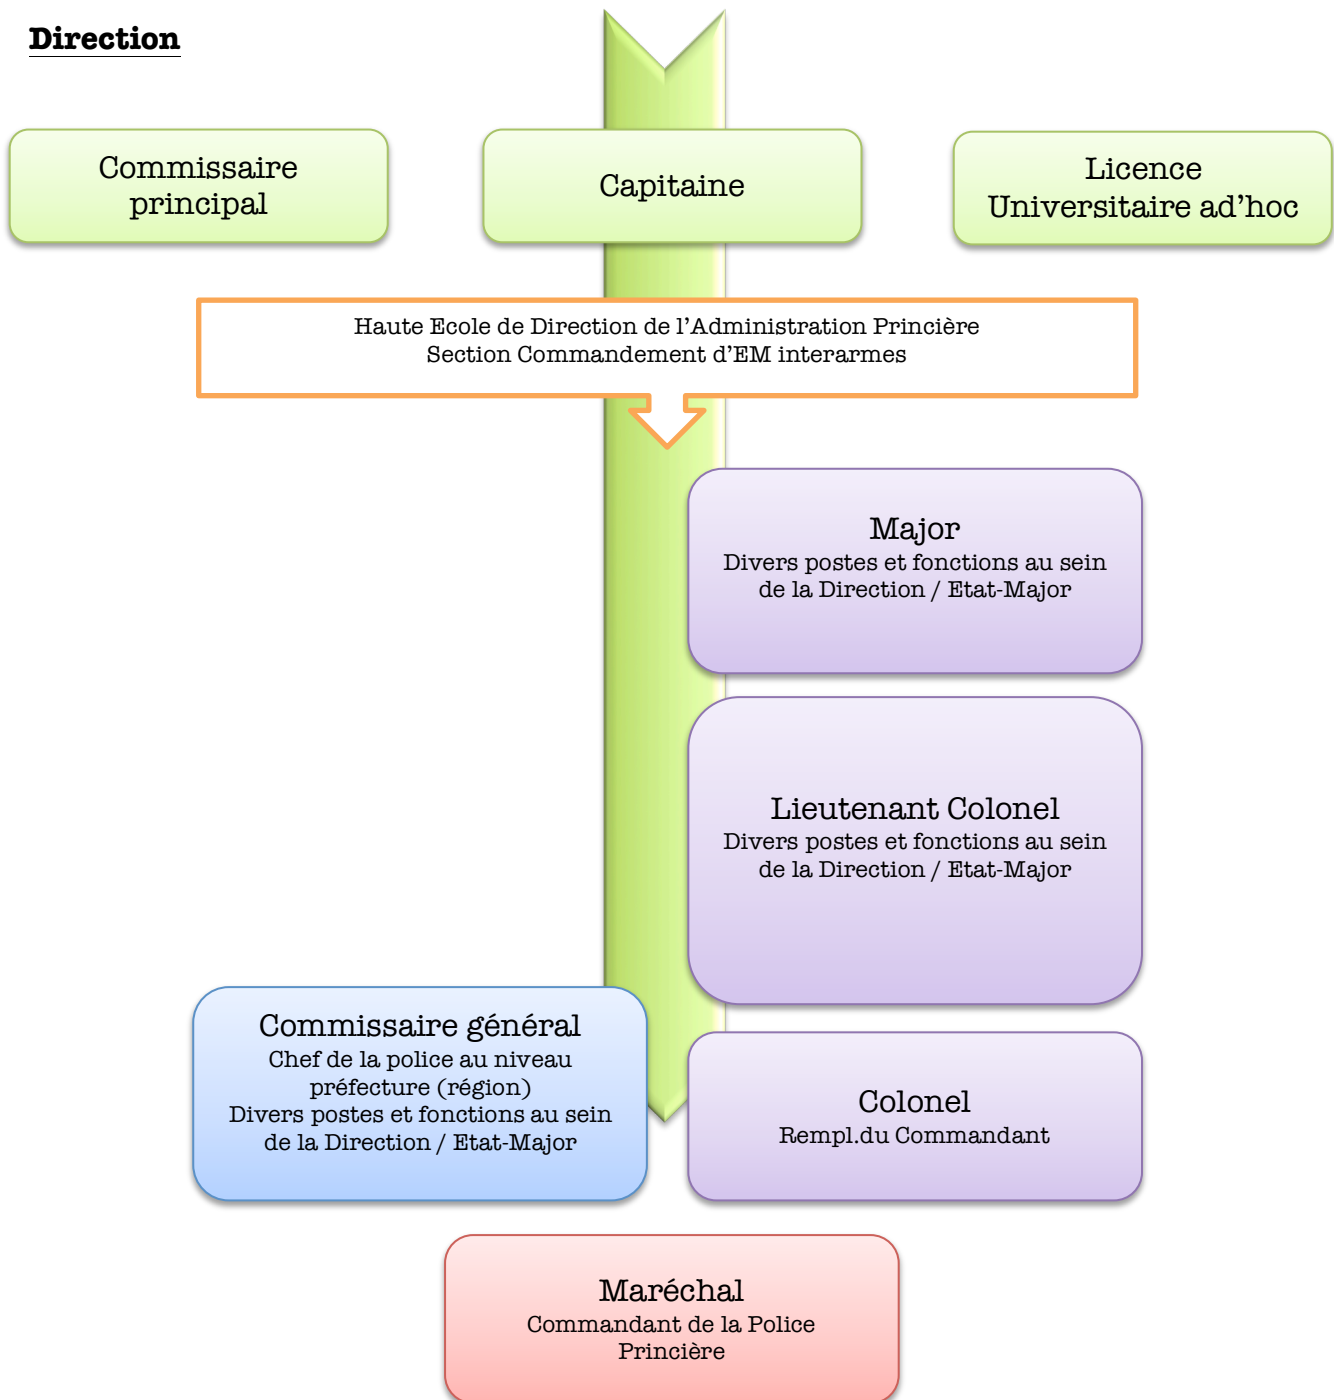 Direction
Commissaire
principal
Capitaine
Licence
Universitaire ad'hoc
Haute Ecole de Direction de l'Administration Princière
Section Commandement d'EM interarmes
Major
Divers postes et fonctions au sein
de la Direction / Etat-Major
Lieutenant Colonel
Divers postes et fonctions au sein
de la Direction / Etat-Major
Commissaire général
Chef de la police au niveau
préfecture (région)
Divers postes et fonctions au sein
de la Direction / Etat-Major
Colonel
Rempl.du Commandant
Maréchal
Commandant de la Police
Princière